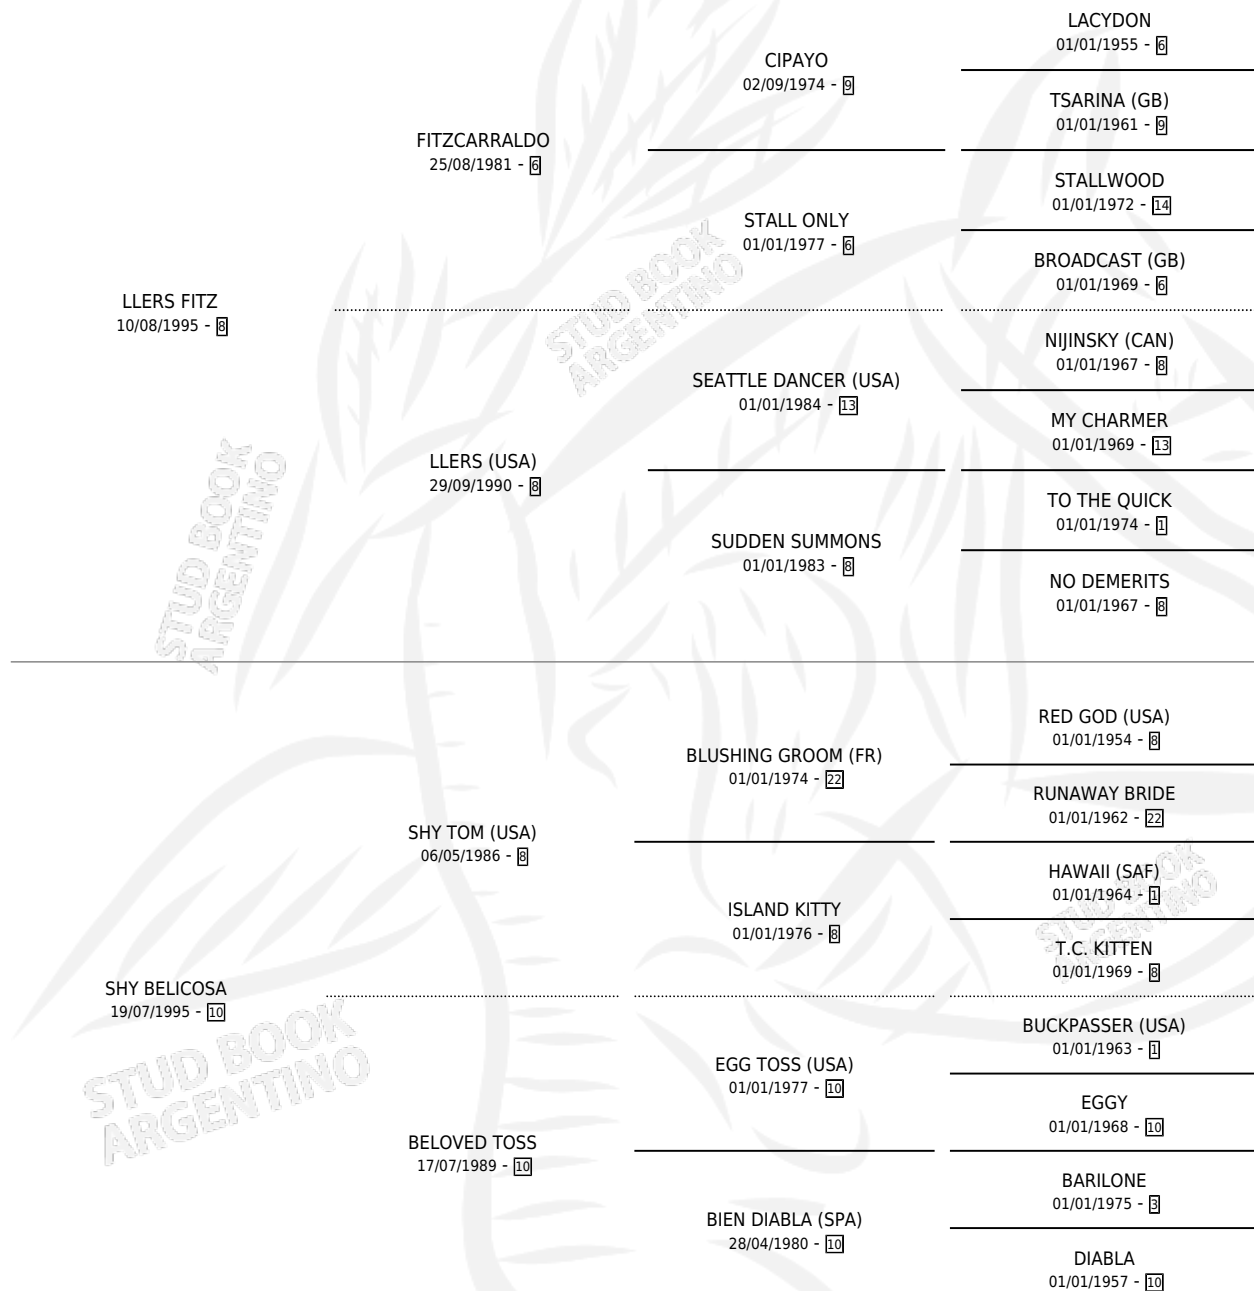 LACYDON
01/01/1955 - 6
CIPAYO
02/09/1974 - 9
TSARINA (GB)
01/01/1961 - 9
FITZCARRALDO
25/08/1981 - 6
STALLWOOD
01/01/1972 - 14
STALL ONLY
01/01/1977 - 6
BROADCAST (GB)
01/01/1969 - 6
LLERS FITZ
10/08/1995 - 8
NIJINSKY (CAN)
01/01/1967 - 8
SEATTLE DANCER (USA)
01/01/1984 - 13
MY CHARMER
01/01/1969 - 13
LLERS (USA)
29/09/1990 - 8
TO THE QUICK
01/01/1974 - 1
SUDDEN SUMMONS
01/01/1983 - 8
NO DEMERITS
01/01/1967 - 8
RED GOD (USA)
01/01/1954 - 8
BLUSHING GROOM (FR)
01/01/1974 - 22
RUNAWAY BRIDE
01/01/1962 - 22
SHY TOM (USA)
06/05/1986 - 8
HAWAII (SAF)
01/01/1964 - 1
ISLAND KITTY
01/01/1976 - 8
T.C. KITTEN
01/01/1969 - 8
SHY BELICOSA
19/07/1995 - 10
BUCKPASSER (USA)
01/01/1963 - 1
EGG TOSS (USA)
01/01/1977 - 10
EGGY
01/01/1968 - 10
BELOVED TOSS
17/07/1989 - 10
BARILONE
01/01/1975 - 3
BIEN DIABLA (SPA)
28/04/1980 - 10
DIABLA
01/01/1957 - 10
STUD BOOK
ARGENTINO
STUD BOOK
ARGENTINO
STUD BOOK
ARGENTINO
STUD BOOK
ARGENTINO